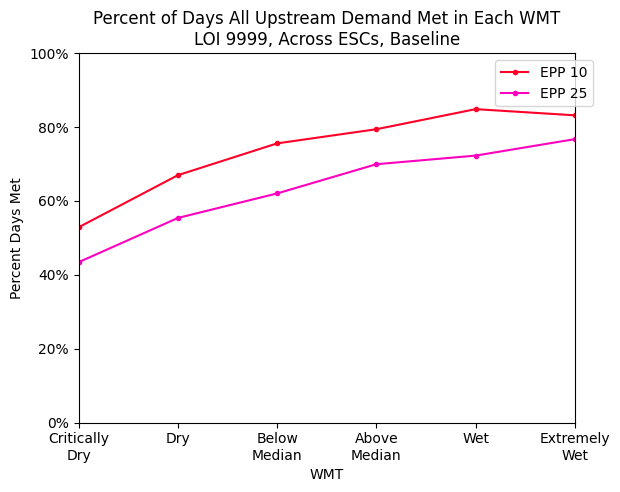 Percent of Days All Upstream Demand Met in Each WMT
LOI 9999, Across ESCs, Baseline
EPP 10
EPP 25
Percent Days Met
100%
80%
60%
40%
20%
0%
Critically
Dry
Dry
Below
Median
Above
Median
Wet
Extremely
Wet
WMT